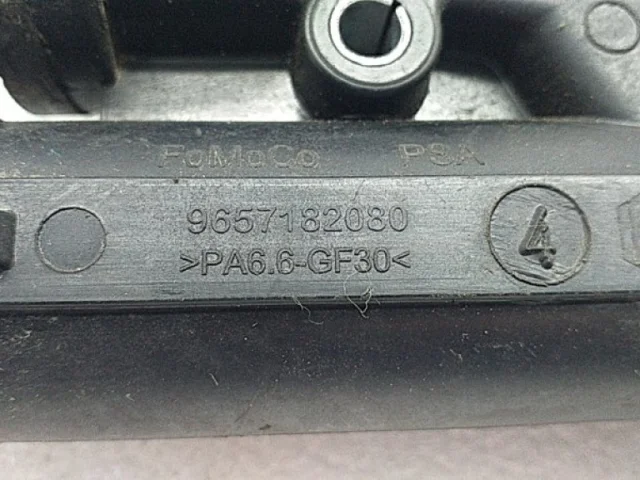 FoMoCo PSA
9657182080
>PA6.6-GF30<
4